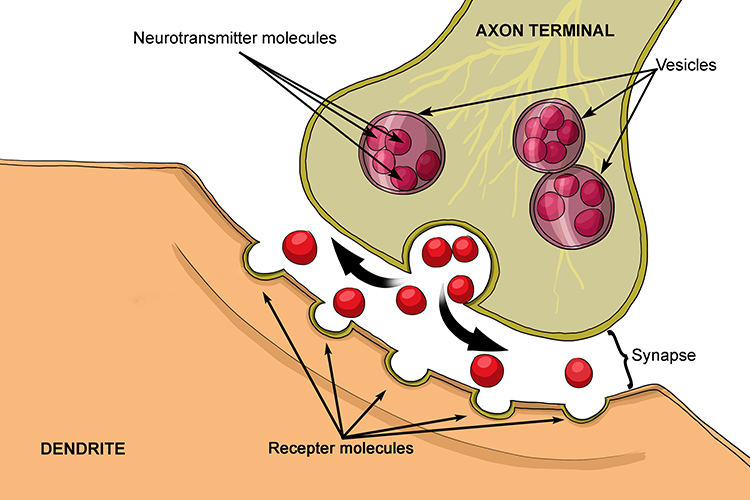 AXON TERMINAL
Neurotransmitter molecules
Vesicles
Synapse
DENDRITE
Recepter molecules